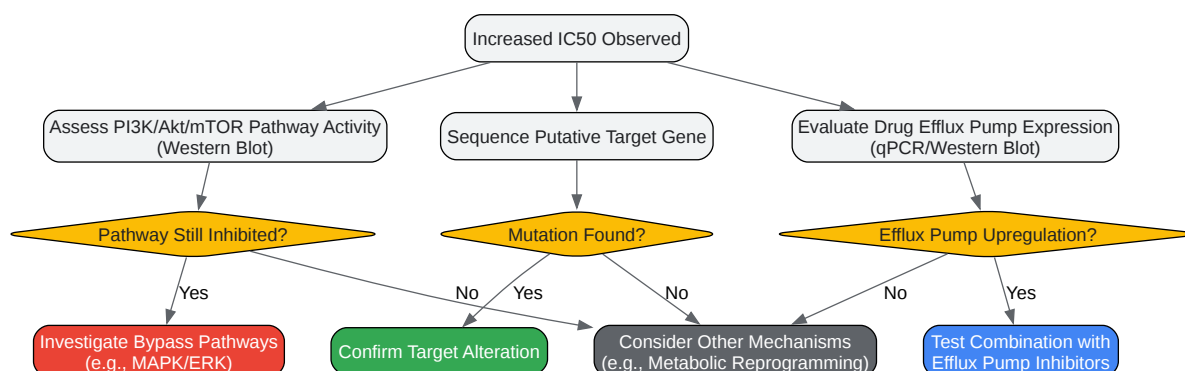 Increased IC50 Observed
Assess PI3K/Akt/mTOR Pathway Activity
(Western Blot)
Sequence Putative Target Gene
Evaluate Drug Efflux Pump Expression
(qPCR/Western Blot)
Pathway Still Inhibited?
Mutation Found?
Efflux Pump Upregulation?
Yes
No
Yes
No
No
Yes
Investigate Bypass Pathways
(e.g., MAPK/ERK)
Confirm Target Alteration
Consider Other Mechanisms
(e.g., Metabolic Reprogramming)
Test Combination with
Efflux Pump Inhibitors